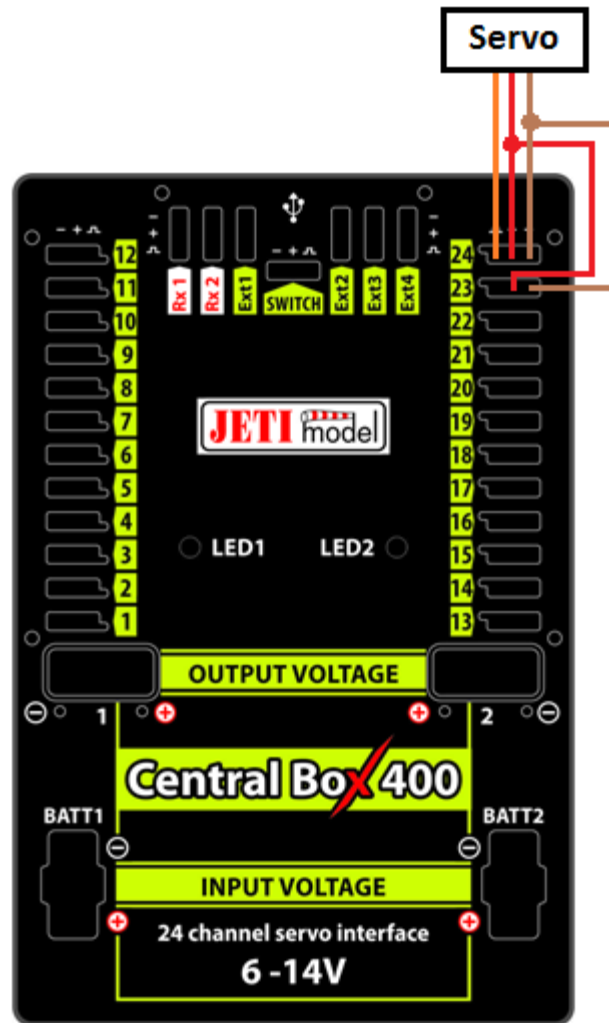 Servo
- + ⎍
12
11
10
9
8
7
6
5
4
3
2
1
- + ⎍
Rx 1
Rx 2
Ext1
- + ⎍
SWITCH
Ext2
Ext3
Ext4
- + ⎍
24
23
22
21
20
19
18
17
16
15
14
13
JETI model
LED1
LED2
OUTPUT VOLTAGE
- 1 +
+ 2 -
Central Box 400
BATT1
BATT2
-
-
INPUT VOLTAGE
+
+
24 channel servo interface
6 -14V